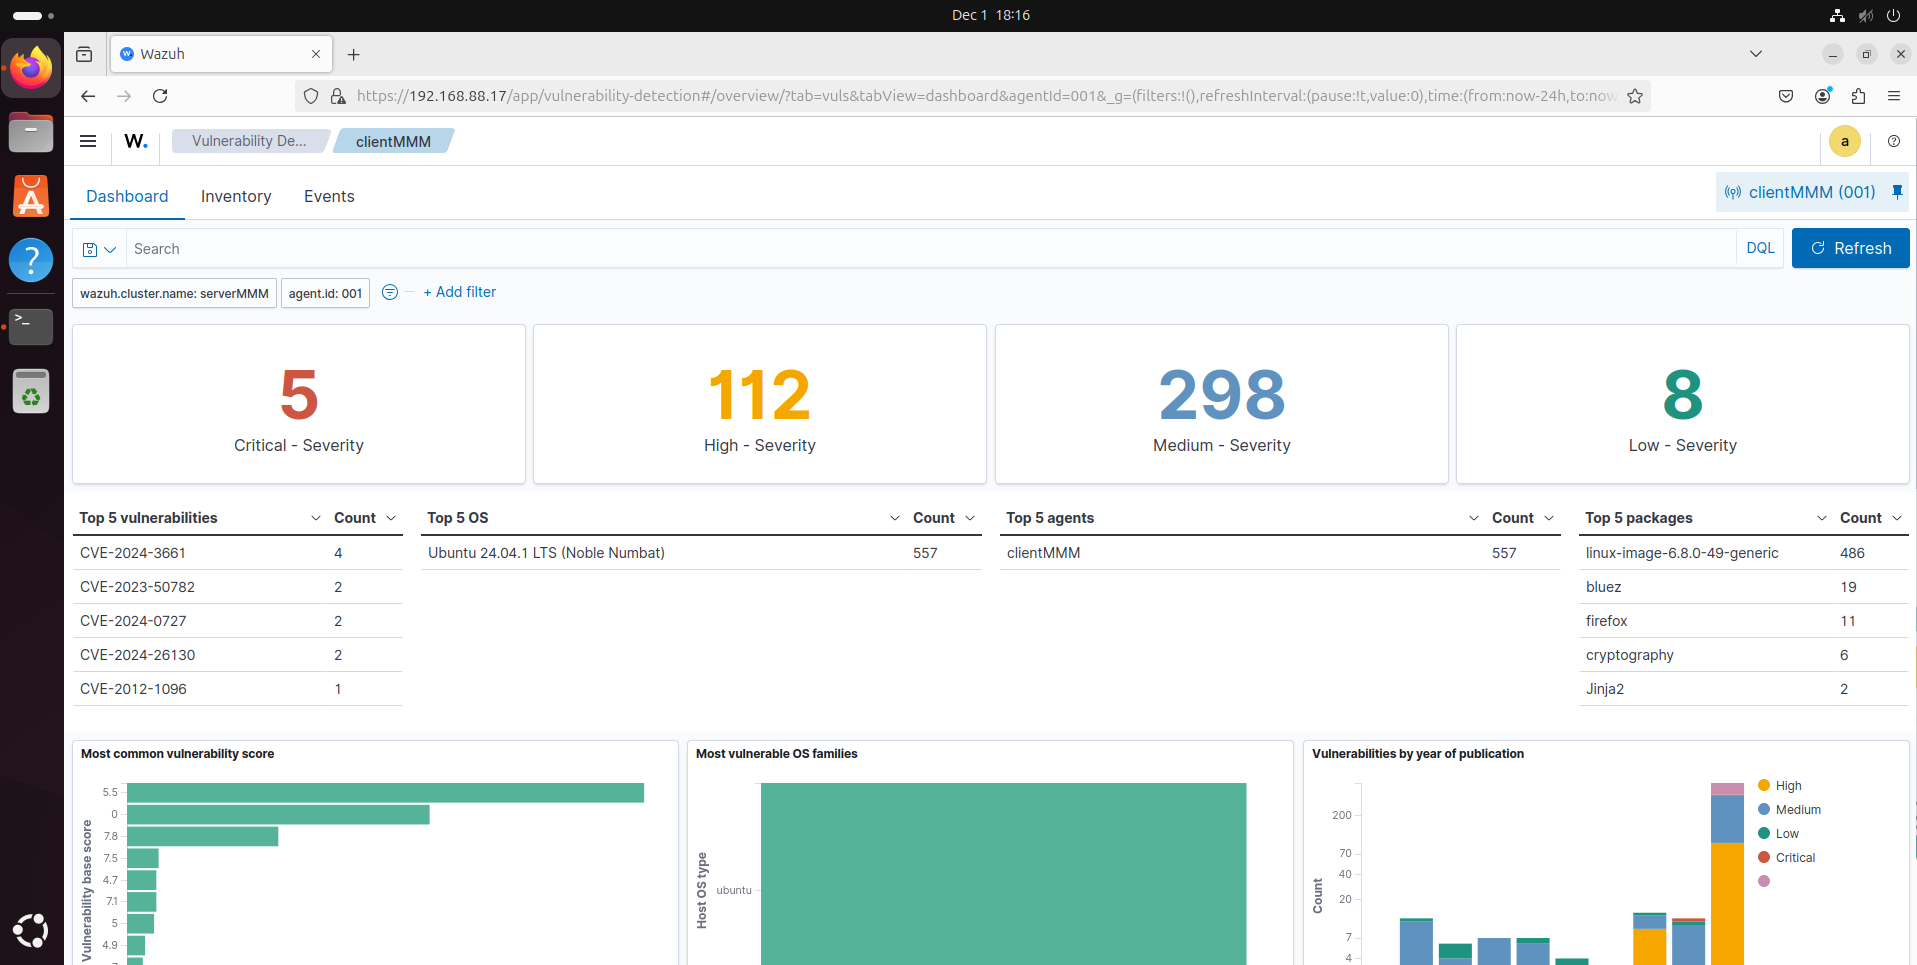 Dec 1 18:16
Wazuh
https://192.168.88.17/app/vulnerability-detection#/overview/?tab=vuls&tabView=dashboard&agentId=001&_g=(filters:!(),refreshInterval:(pause:!t,value:0),time:(from:now-24h,to:now
W. Vulnerability De... clientMMM a
Dashboard Inventory Events clientMMM (001)
Search DQL Refresh
wazuh.cluster.name: serverMMM agent.id: 001 + Add filter
5 112 298 8
Critical - Severity High - Severity Medium - Severity Low - Severity
Top 5 vulnerabilities Count Top 5 OS Count Top 5 agents Count Top 5 packages Count
CVE-2024-3661 4 Ubuntu 24.04.1 LTS (Noble Numbat) 557 clientMMM 557 linux-image-6.8.0-49-generic 486
CVE-2023-50782 2 bluez 19
CVE-2024-0727 2 firefox 11
CVE-2024-26130 2 cryptography 6
CVE-2012-1096 1 Jinja2 2
Most common vulnerability score
Vulnerability base score
5.5
0
7.8
7.5
4.7
7.1
5
4.9
Most vulnerable OS families
Host OS type
ubuntu
Vulnerabilities by year of publication
Count
200
70
40
20
7
4
High
Medium
Low
Critical